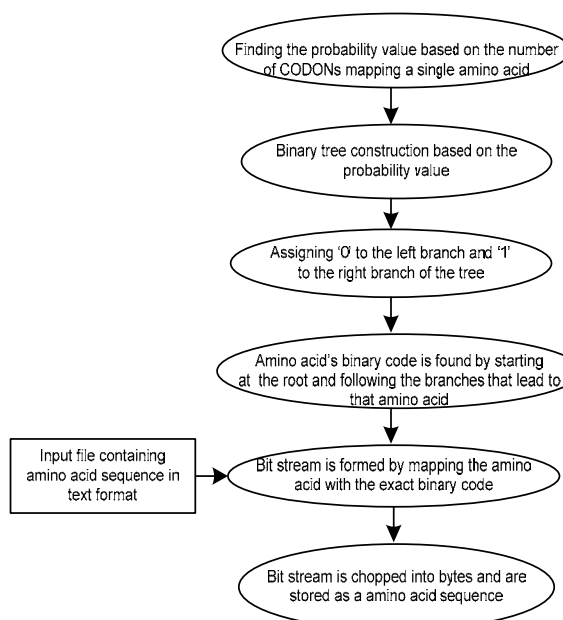 Finding the probability value based on the number
of CODONs mapping a single amino acid
Binary tree construction based on the
probability value
Assigning '0' to the left branch and '1'
to the right branch of the tree
Amino acid's binary code is found by starting
at the root and following the branches that lead to
that amino acid
Input file containing
amino acid sequence in
text format
Bit stream is formed by mapping the amino
acid with the exact binary code
Bit stream is chopped into bytes and are
stored as a amino acid sequence